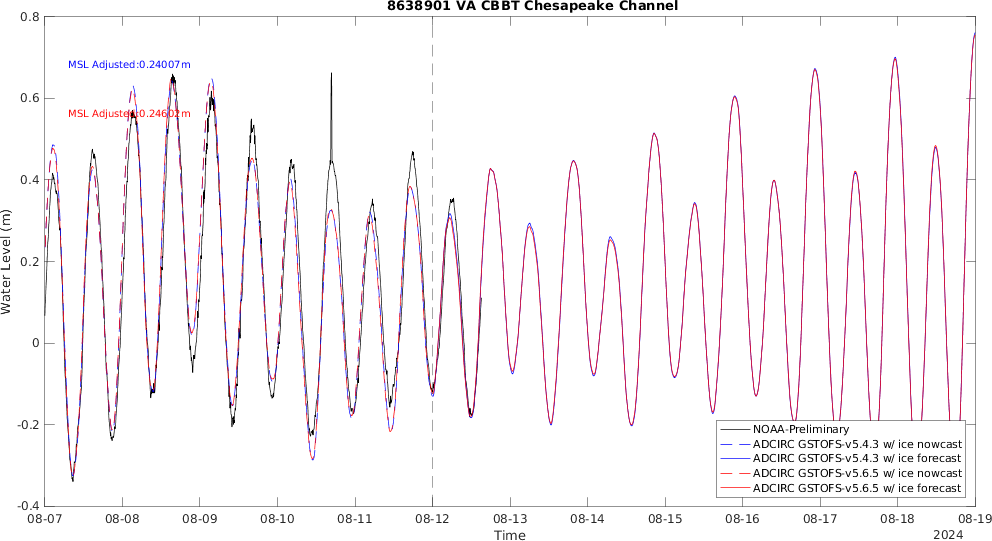 8638901 VA CBBT Chesapeake Channel
0.8
0.6
0.4
0.2
0
-0.2
-0.4
Water Level (m)
MSL Adjusted:0.24007m
MSL Adjusted:0.24602m
NOAA-Preliminary
ADCIRC GSTOFS-v5.4.3 w/ ice nowcast
ADCIRC GSTOFS-v5.4.3 w/ ice forecast
ADCIRC GSTOFS-v5.6.5 w/ ice nowcast
ADCIRC GSTOFS-v5.6.5 w/ ice forecast
08-07 08-08 08-09 08-10 08-11 08-12 08-13 08-14 08-15 08-16 08-17 08-18 08-19
Time
2024